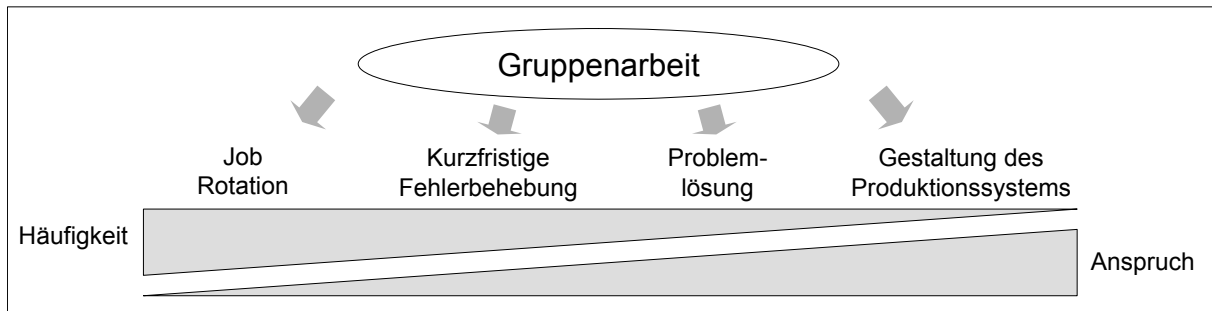 Gruppenarbeit
Job
Rotation
Kurzfristige
Fehlerbehebung
Problem-
lösung
Gestaltung des
Produktionssystems
Häufigkeit
Anspruch